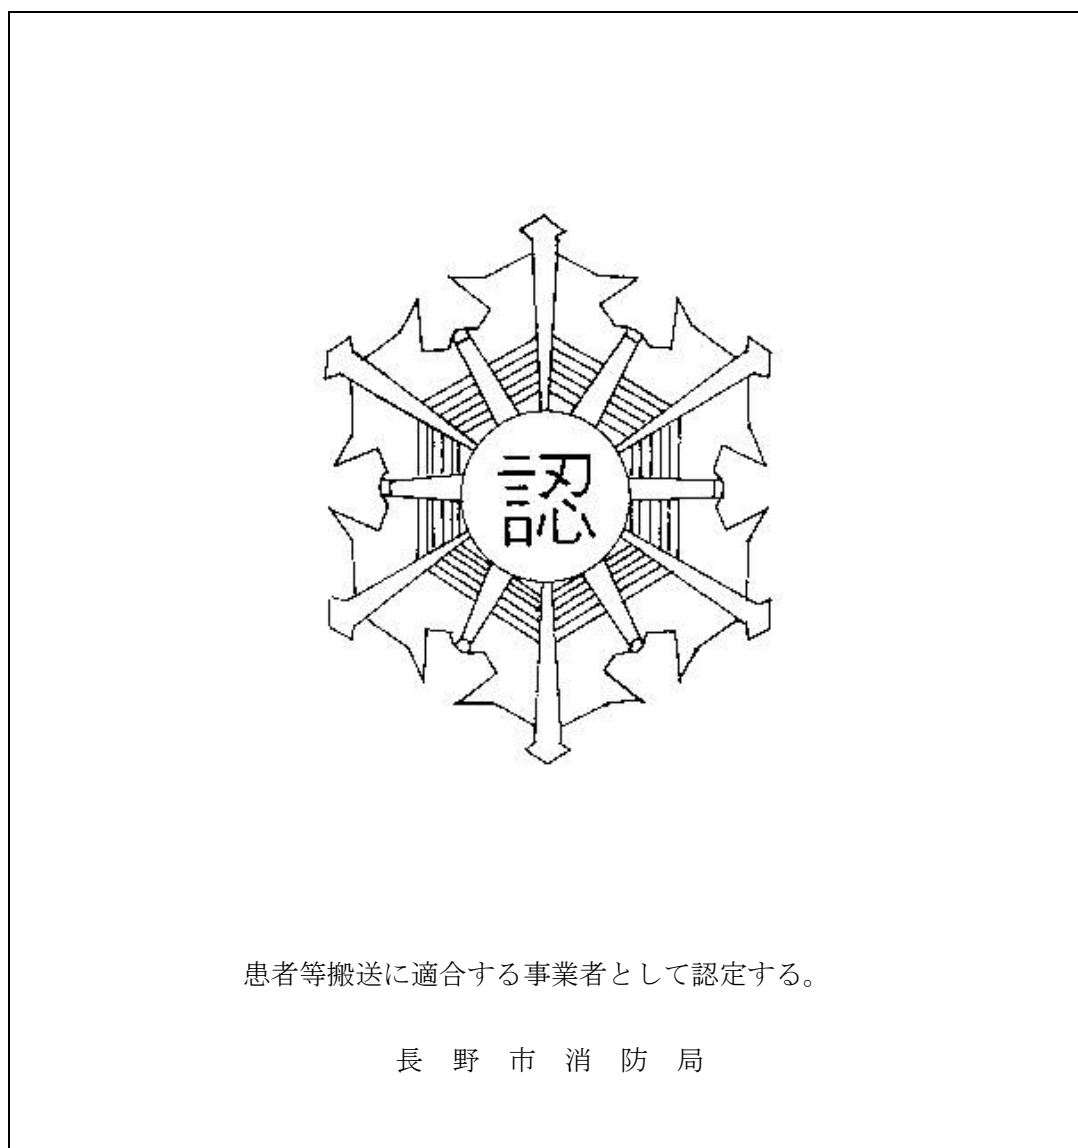 認
患者等搬送に適合する事業者として認定する。
長　野　市　消　防　局